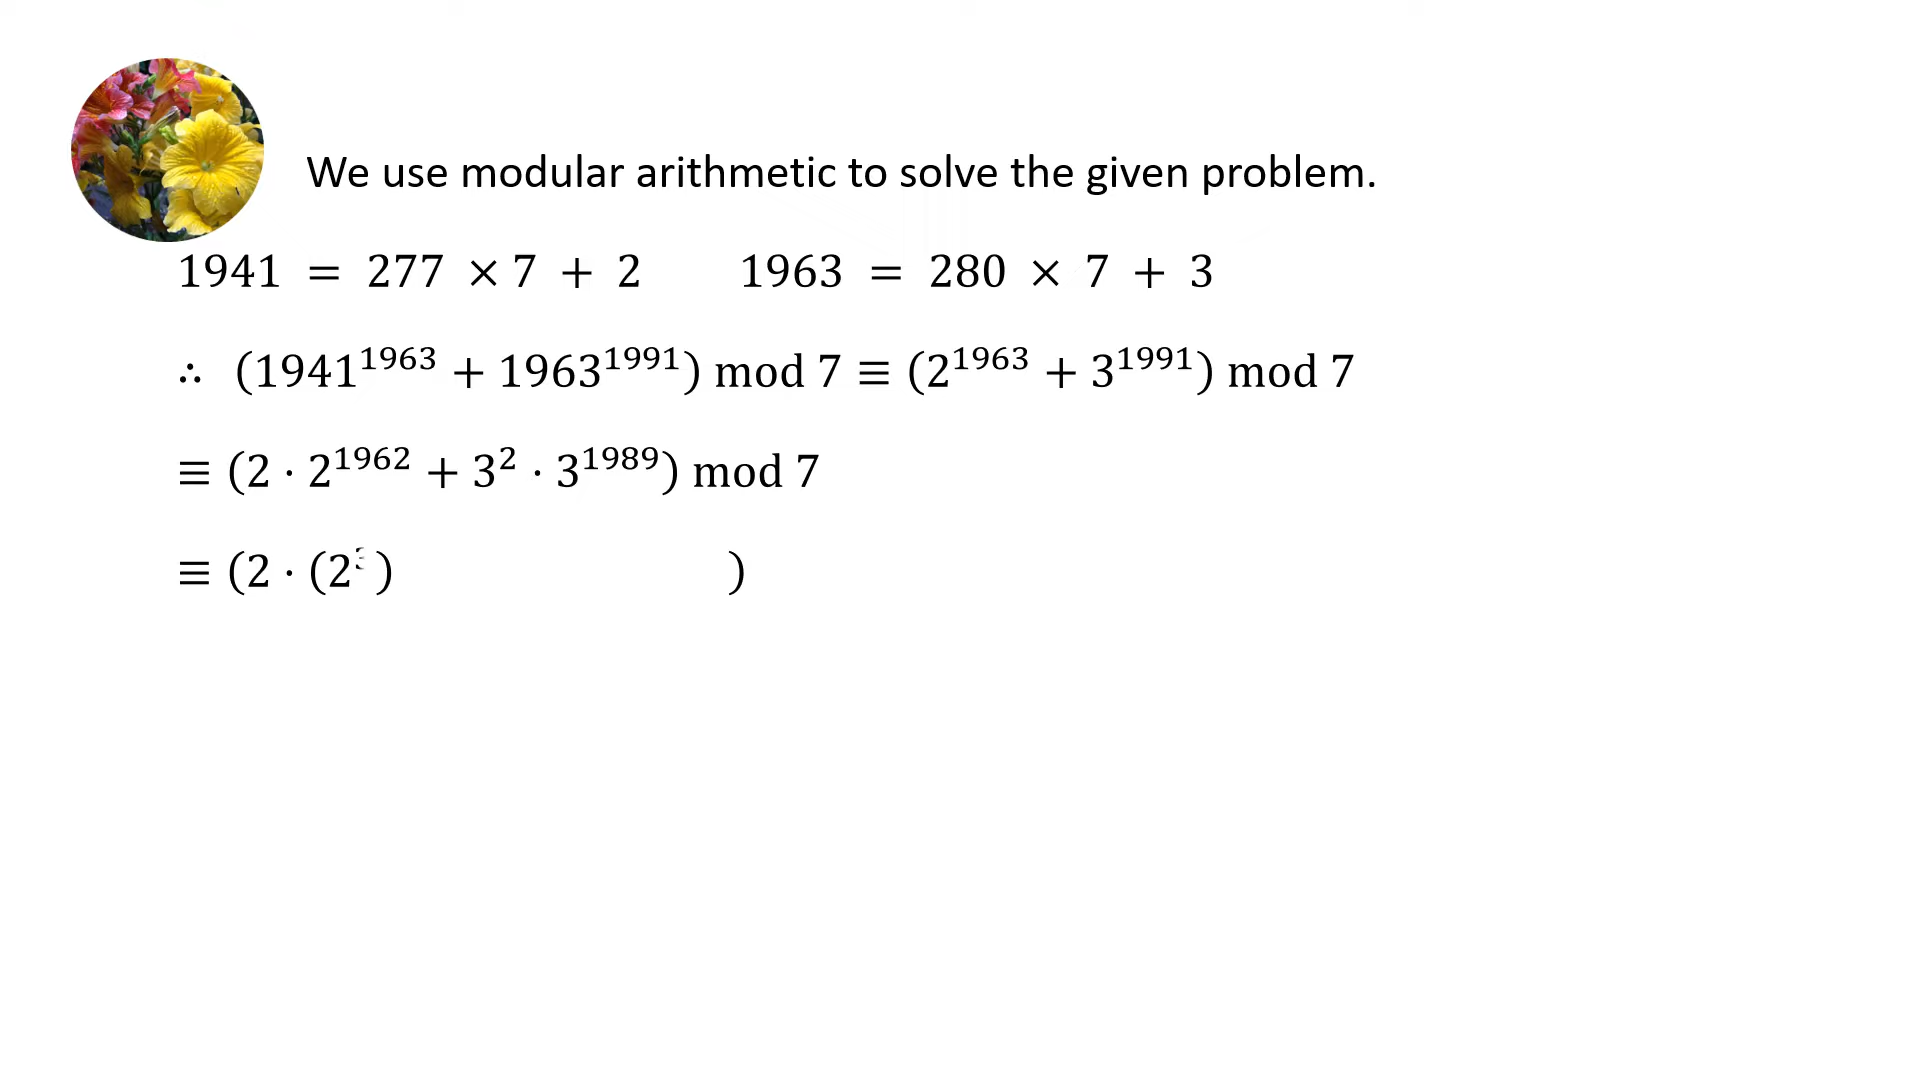 We use modular arithmetic to solve the given problem.
1941 = 277 × 7 + 2 1963 = 280 × 7 + 3
∴ (1941^1963 + 1963^1991) mod 7 ≡ (2^1963 + 3^1991) mod 7
≡ (2 · 2^1962 + 3^2 · 3^1989) mod 7
≡ (2 · (2^3) )